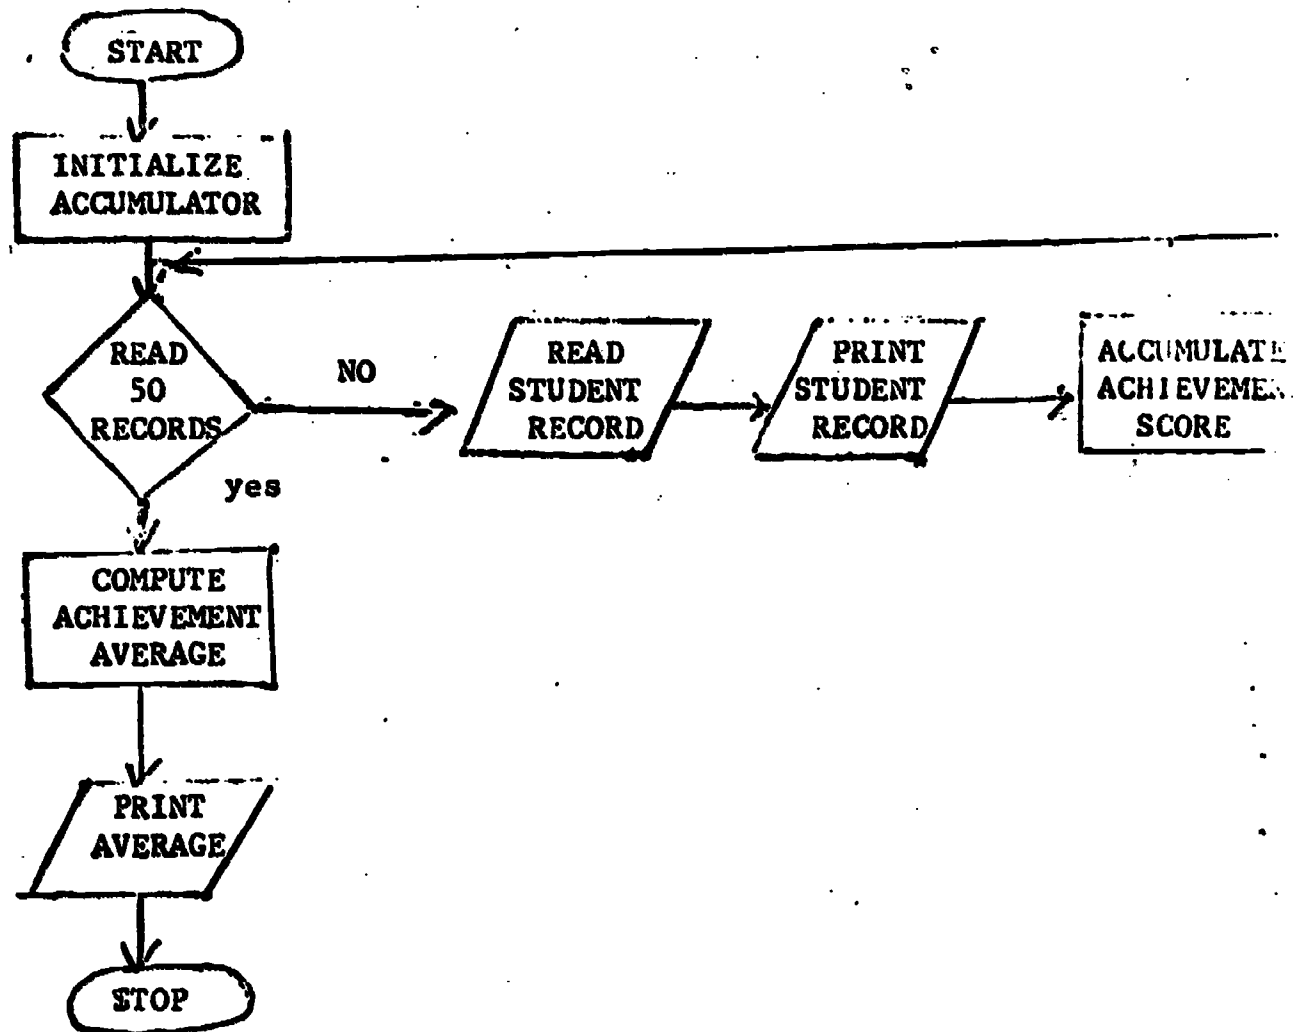 START
INITIALIZE
ACCUMULATOR
READ
50
RECORDS
NO
READ
STUDENT
RECORD
PRINT
STUDENT
RECORD
ACCUMULATE
ACHIEVEMEN
SCORE
yes
COMPUTE
ACHIEVEMENT
AVERAGE
PRINT
AVERAGE
STOP